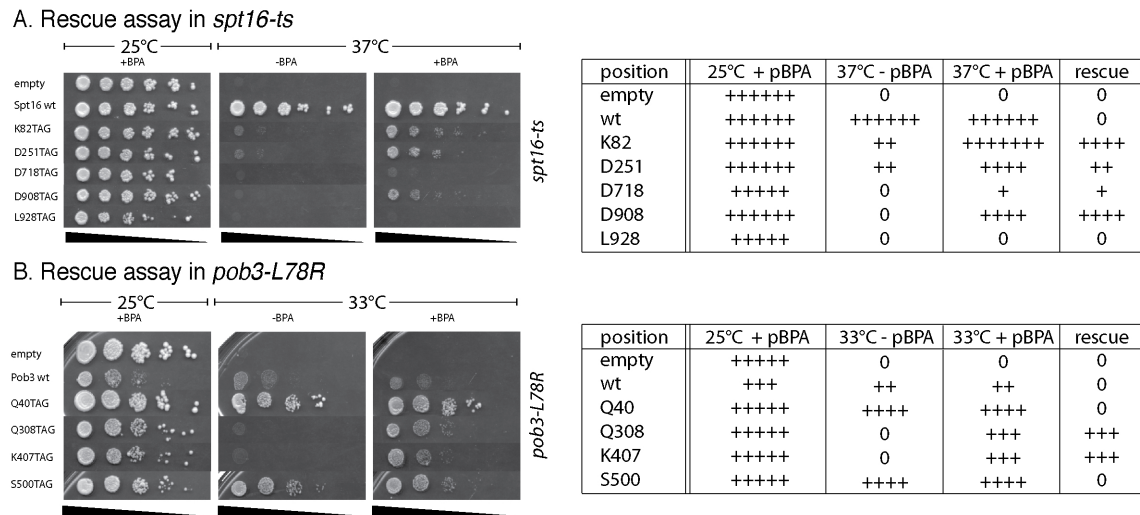 A. Rescue assay in spt16-ts
25°C 37°C
+BPA -BPA +BPA
empty
Spt16 wt
K82TAG
D251TAG
D718TAG
D908TAG
L928TAG
spt16-ts
position 25°C + pBPA 37°C - pBPA 37°C + pBPA rescue
empty ++++++ 0 0 0
wt ++++++ ++++++ ++++++ 0
K82 ++++++ ++ +++++++ ++++
D251 ++++++ ++ ++++ ++
D718 +++++ 0 + +
D908 ++++++ 0 ++++ ++++
L928 +++++ 0 0 0
B. Rescue assay in pob3-L78R
25°C 33°C
+BPA -BPA +BPA
empty
Pob3 wt
Q40TAG
Q308TAG
K407TAG
S500TAG
pob3-L78R
position 25°C + pBPA 33°C - pBPA 33°C + pBPA rescue
empty +++++ 0 0 0
wt +++ ++ ++ 0
Q40 +++++ ++++ ++++ 0
Q308 +++++ 0 +++ +++
K407 +++++ 0 +++ +++
S500 +++++ ++++ ++++ 0